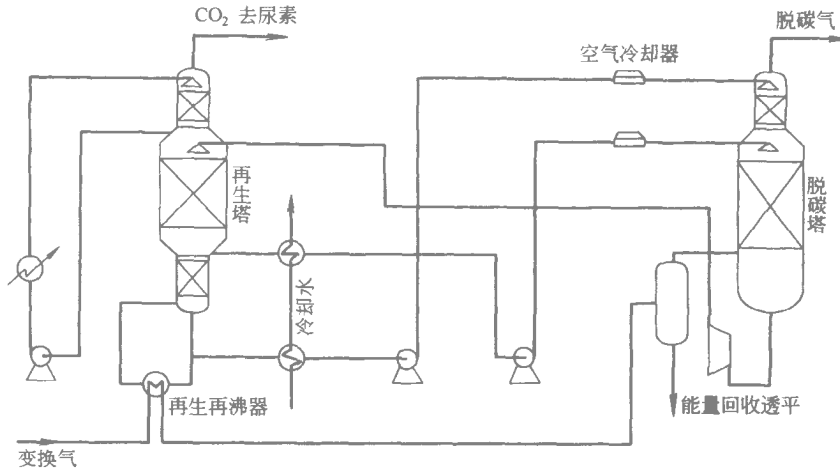 CO₂ 去尿素
脱碳气
空气冷却器
再生塔
脱碳塔
冷却水
再生再沸器
能量回收透平
变换气